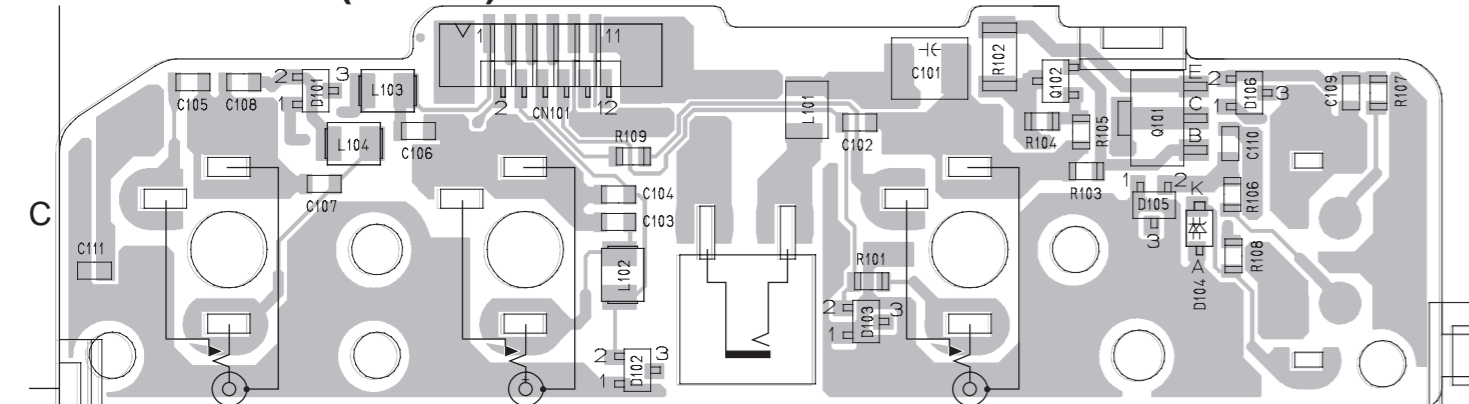 1
11
2
CN101
12
C105
C108
2
1
D101
3
L103
L104
C106
C107
R109
C104
C103
L102
2
1
D102
3
C
C111
L101
C102
C101
R102
Q102
R104
R105
R103
Q101
E
C
B
2
1
D106
3
C109
R107
C110
R106
1
2
D105
3
K
A
D104
R108
R101
2
1
D103
3